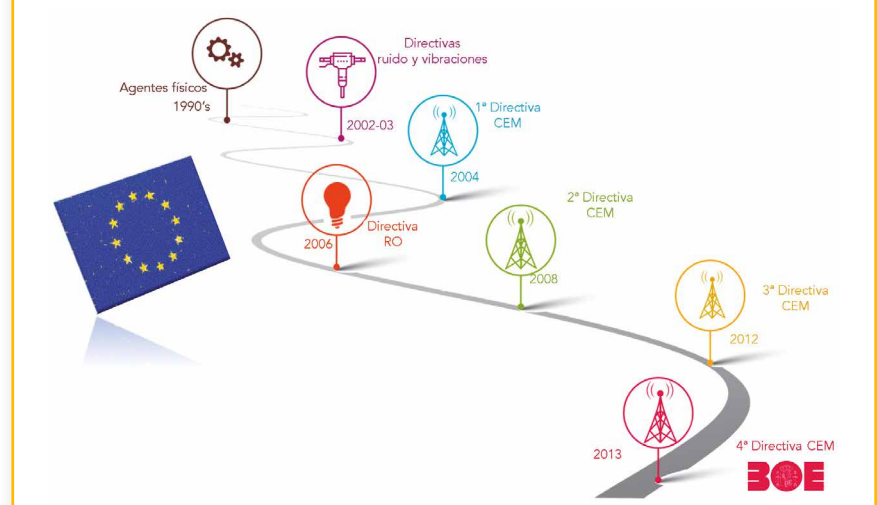 Agentes físicos
1990's
Directivas
ruido y vibraciones
2002-03
1ª Directiva
CEM
2004
Directiva
RO
2006
2ª Directiva
CEM
2008
3ª Directiva
CEM
2012
2013
4ª Directiva CEM
BOE